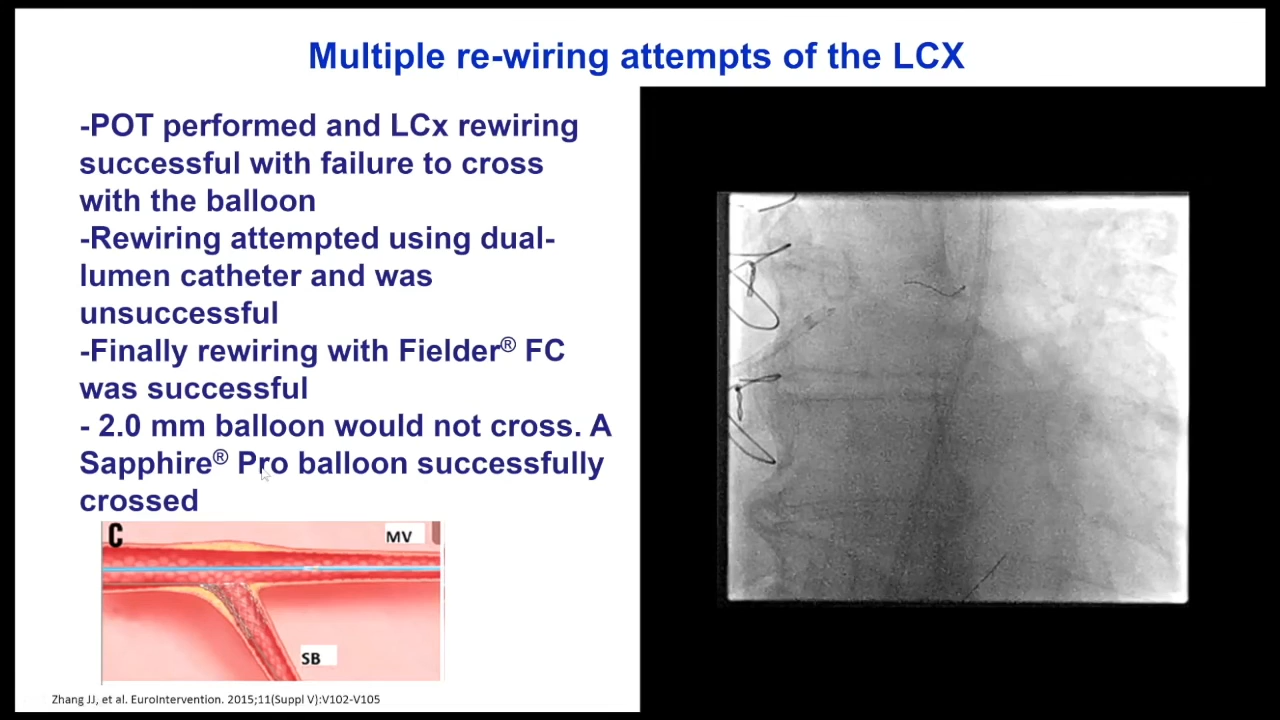 Multiple re-wiring attempts of the LCX
-POT performed and LCx rewiring
successful with failure to cross
with the balloon
-Rewiring attempted using dual-
lumen catheter and was
unsuccessful
-Finally rewiring with Fielder® FC
was successful
- 2.0 mm balloon would not cross. A
Sapphire® Pro balloon successfully
crossed
C
MV
SB
Zhang JJ, et al. EuroIntervention. 2015;11(Suppl V):V102-V105